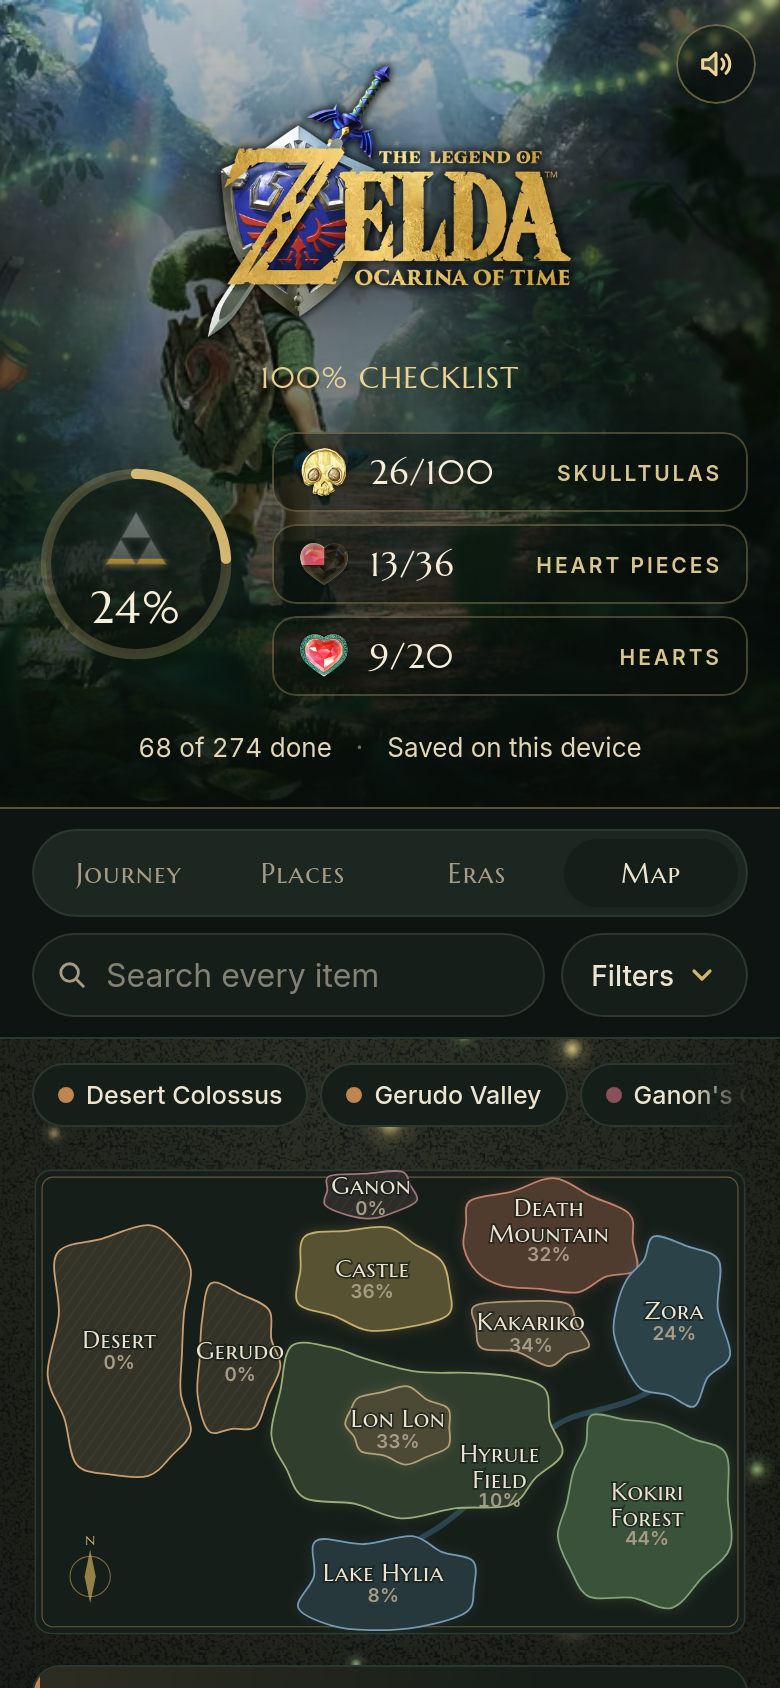 THE LEGEND OF
ZELDA™
OCARINA OF TIME
100% CHECKLIST
26/100 SKULLTULAS
13/36 HEART PIECES
24%
9/20 HEARTS
68 of 274 done · Saved on this device
Journey Places Eras Map
Search every item Filters
Desert Colossus Gerudo Valley Ganon's
Ganon
0%
Death
Mountain
32%
Castle
36%
Zora
24%
Kakariko
34%
Desert
0%
Gerudo
0%
Lon Lon
33%
Hyrule
Field
10%
Kokiri
Forest
44%
N
Lake Hylia
8%